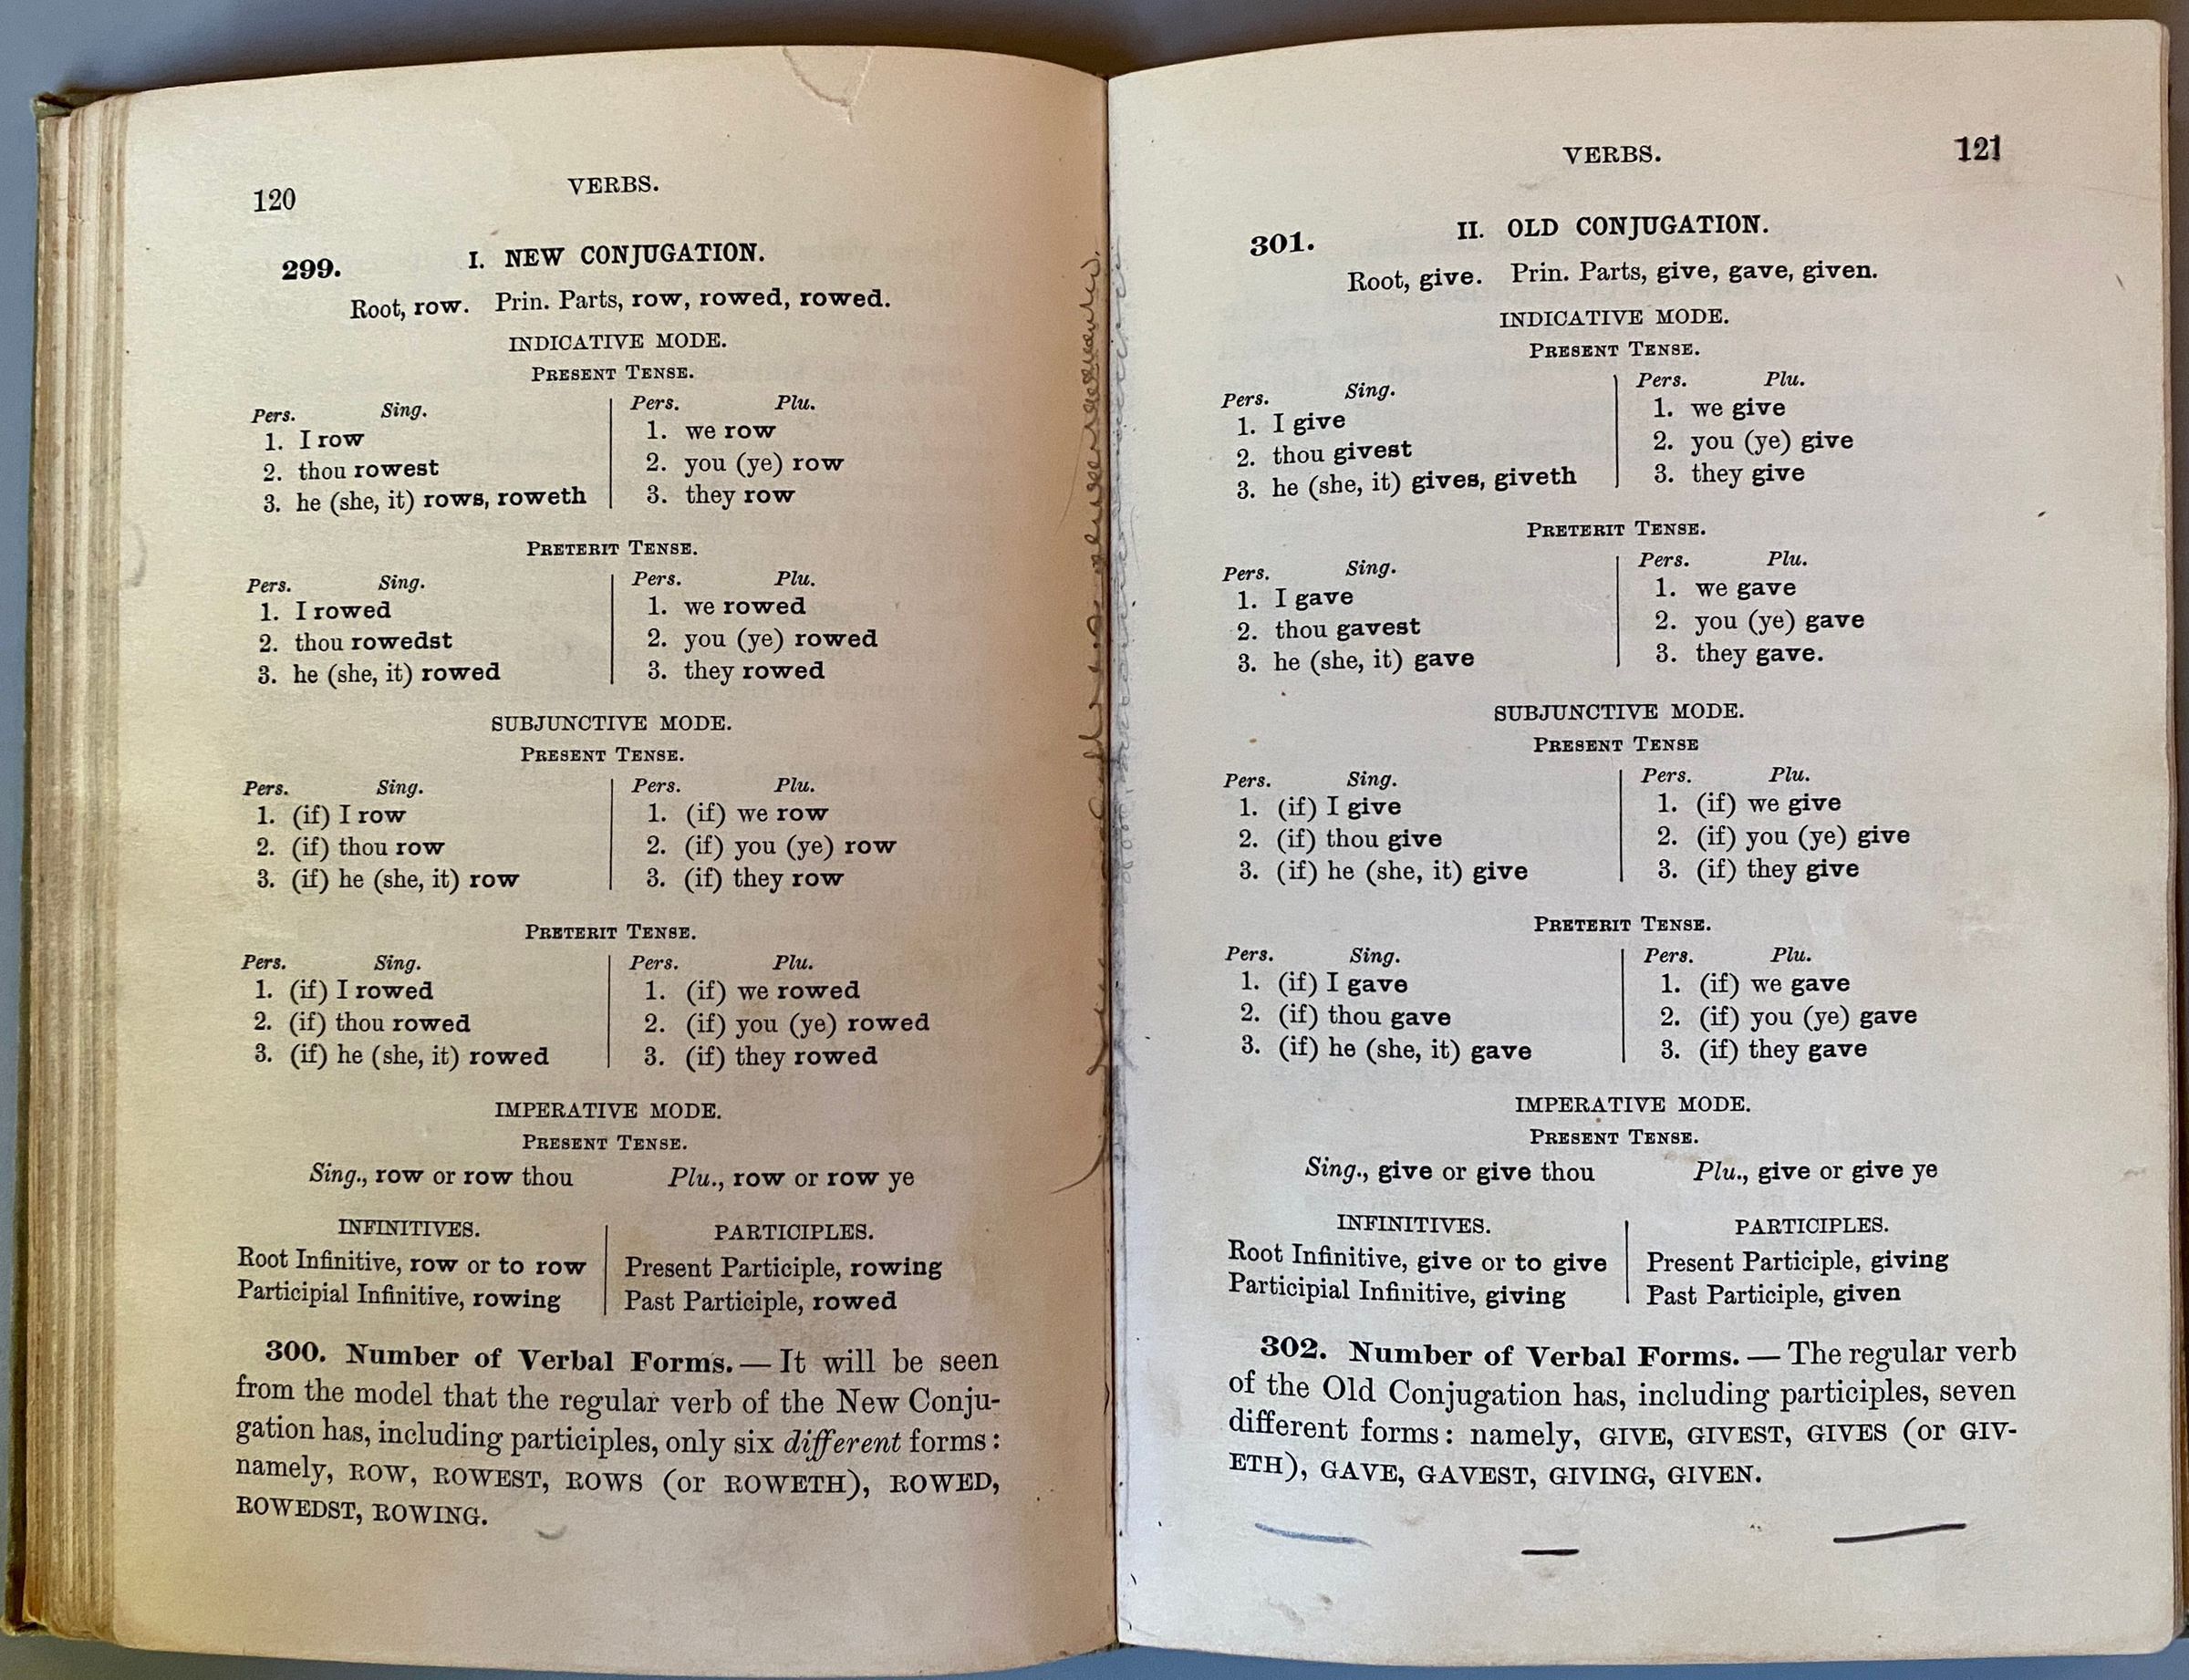 120
VERBS.
299.
I. NEW CONJUGATION.
Root, row. Prin. Parts, row, rowed, rowed.
INDICATIVE MODE.
PRESENT TENSE.
Pers. Sing. Pers. Plu.
1. I row 1. we row
2. thou rowest 2. you (ye) row
3. he (she, it) rows, roweth 3. they row
PRETERIT TENSE.
Pers. Sing. Pers. Plu.
1. I rowed 1. we rowed
2. thou rowedst 2. you (ye) rowed
3. he (she, it) rowed 3. they rowed
SUBJUNCTIVE MODE.
PRESENT TENSE.
Pers. Sing. Pers. Plu.
1. (if) I row 1. (if) we row
2. (if) thou row 2. (if) you (ye) row
3. (if) he (she, it) row 3. (if) they row
PRETERIT TENSE.
Pers. Sing. Pers. Plu.
1. (if) I rowed 1. (if) we rowed
2. (if) thou rowed 2. (if) you (ye) rowed
3. (if) he (she, it) rowed 3. (if) they rowed
IMPERATIVE MODE.
PRESENT TENSE.
Sing., row or row thou Plu., row or row ye
INFINITIVES. PARTICIPLES.
Root Infinitive, row or to row Present Participle, rowing
Participial Infinitive, rowing Past Participle, rowed
300. Number of Verbal Forms. — It will be seen
from the model that the regular verb of the New Conju-
gation has, including participles, only six different forms:
namely, ROW, ROWEST, ROWS (or ROWETH), ROWED,
ROWEDST, ROWING.
VERBS.
121
301.
II. OLD CONJUGATION.
Root, give. Prin. Parts, give, gave, given.
INDICATIVE MODE.
PRESENT TENSE.
Pers. Sing. Pers. Plu.
1. I give 1. we give
2. thou givest 2. you (ye) give
3. he (she, it) gives, giveth 3. they give
PRETERIT TENSE.
Pers. Sing. Pers. Plu.
1. I gave 1. we gave
2. thou gavest 2. you (ye) gave
3. he (she, it) gave 3. they gave.
SUBJUNCTIVE MODE.
PRESENT TENSE
Pers. Sing. Pers. Plu.
1. (if) I give 1. (if) we give
2. (if) thou give 2. (if) you (ye) give
3. (if) he (she, it) give 3. (if) they give
PRETERIT TENSE.
Pers. Sing. Pers. Plu.
1. (if) I gave 1. (if) we gave
2. (if) thou gave 2. (if) you (ye) gave
3. (if) he (she, it) gave 3. (if) they gave
IMPERATIVE MODE.
PRESENT TENSE.
Sing., give or give thou Plu., give or give ye
INFINITIVES. PARTICIPLES.
Root Infinitive, give or to give Present Participle, giving
Participial Infinitive, giving Past Participle, given
302. Number of Verbal Forms. — The regular verb
of the Old Conjugation has, including participles, seven
different forms: namely, GIVE, GIVEST, GIVES (or GIV-
ETH), GAVE, GAVEST, GIVING, GIVEN.